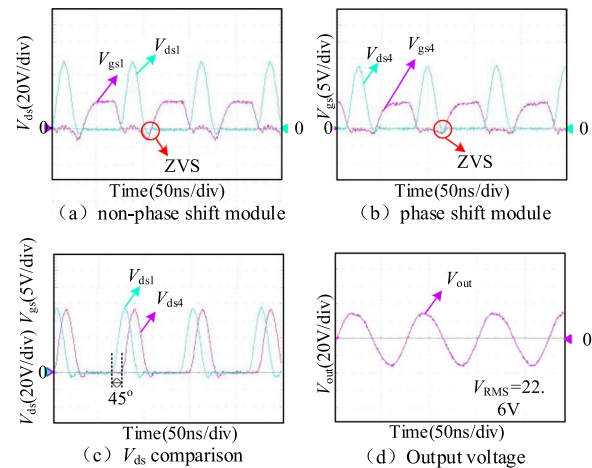 Vds(20V/div)
Vgs1
Vds1
0
0
ZVS
Time(50ns/div)
(a) non-phase shift module
Vgs(5V/div)
Vds4
Vgs4
0
0
ZVS
Time(50ns/div)
(b) phase shift module
Vds(20V/div) Vgs(5V/div)
Vds1
Vds4
0
45°
Time(50ns/div)
(c) Vds comparison
Vout(20V/div)
Vout
0
VRMS=22.
6V
Time(50ns/div)
(d) Output voltage